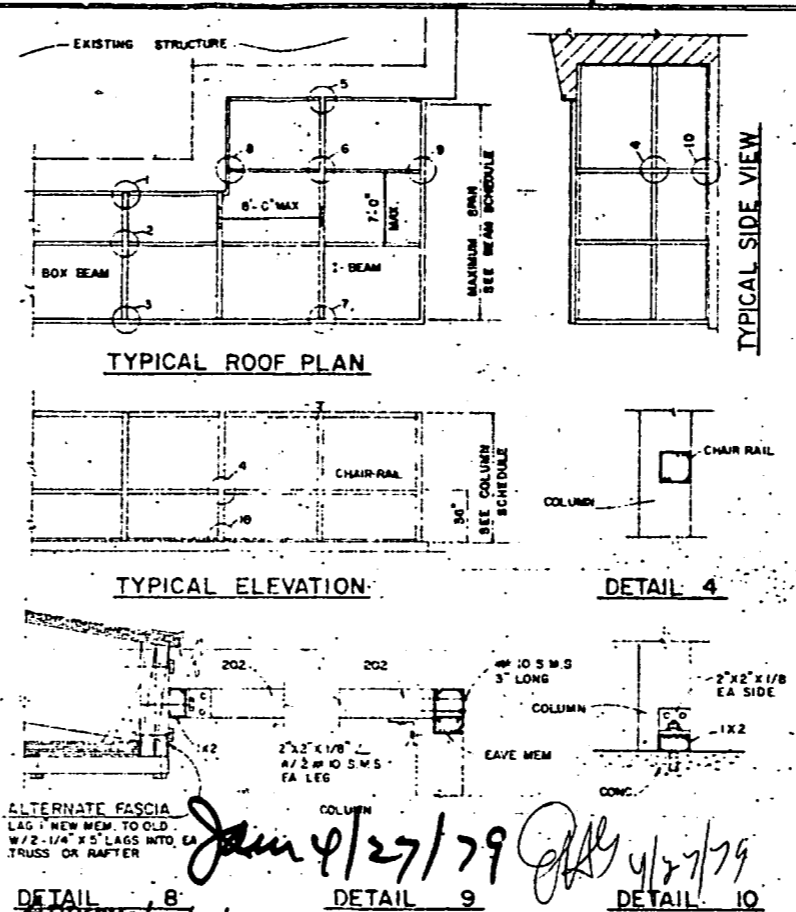 EXISTING STRUCTURE
5
8
6
9
1
8'-0" MAX
7'-0"
MAX.
2
BOX BEAM
I-BEAM
3
7
MAXIMUM SPAN
SEE BEAM SCHEDULE
TYPICAL ROOF PLAN
4
10
TYPICAL SIDE VIEW
4
CHAIR-RAIL
10
SEE COLUMN
SCHEDULE
TYPICAL ELEVATION
CHAIR RAIL
COLUMN
DETAIL 4
2G2
1X2
ALTERNATE FASCIA
LAG 1 NEW MEM. TO OLD
W/2-1/4" X 5" LAGS INTO EA
TRUSS OR RAFTER
DETAIL 8
2G2
4# 10 S.M.S
3" LONG
2"X2"X1/8"
W/2 # 10 S.M.S
EA LEG
EAVE MEM
COLUMN
4/27/79
DETAIL 9
2"X2"X1/8
EA SIDE
COLUMN
1X2
CONC.
4/27/79
DETAIL 10